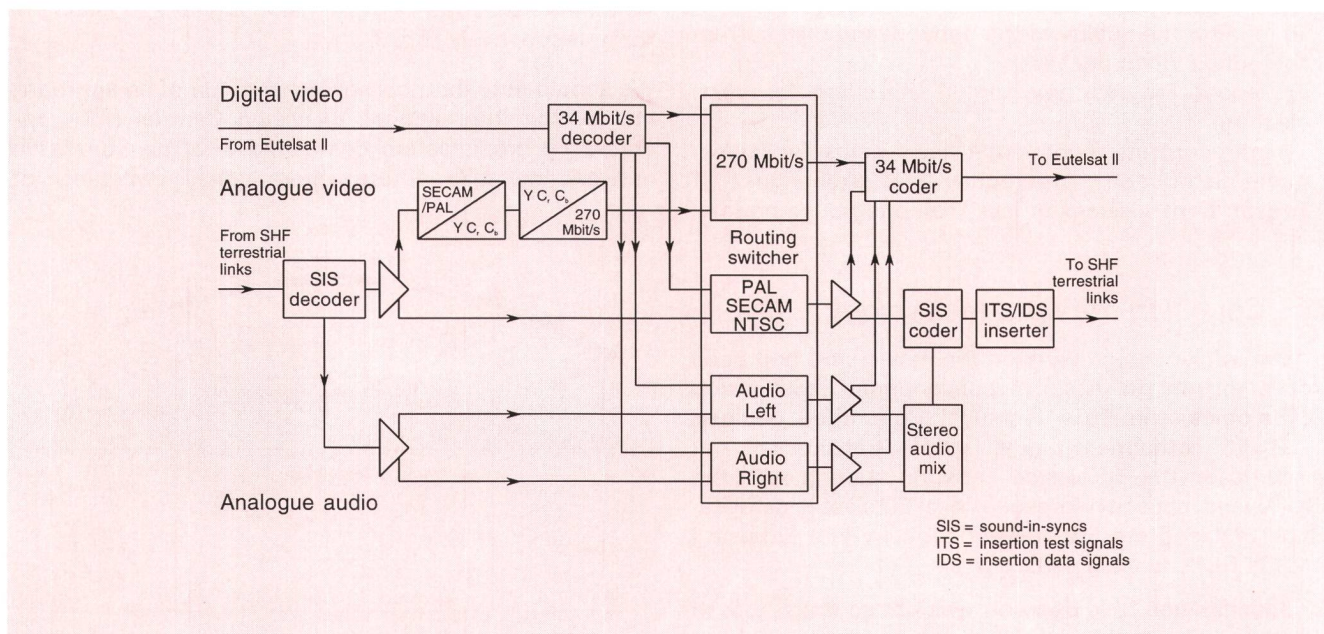 Digital video
From Eutelsat II
34 Mbit/s
decoder
270 Mbit/s
34 Mbit/s
coder
To Eutelsat II
Analogue video
SECAM
/PAL
Y Cr Cb
Y Cr Cb
270
Mbit/s
From SHF
terrestrial
links
SIS
decoder
Routing
switcher
PAL
SECAM
NTSC
SIS
coder
ITS/IDS
inserter
To SHF
terrestrial
links
Audio
Left
Audio
Right
Stereo
audio
mix
Analogue audio
SIS = sound-in-syncs
ITS = insertion test signals
IDS = insertion data signals